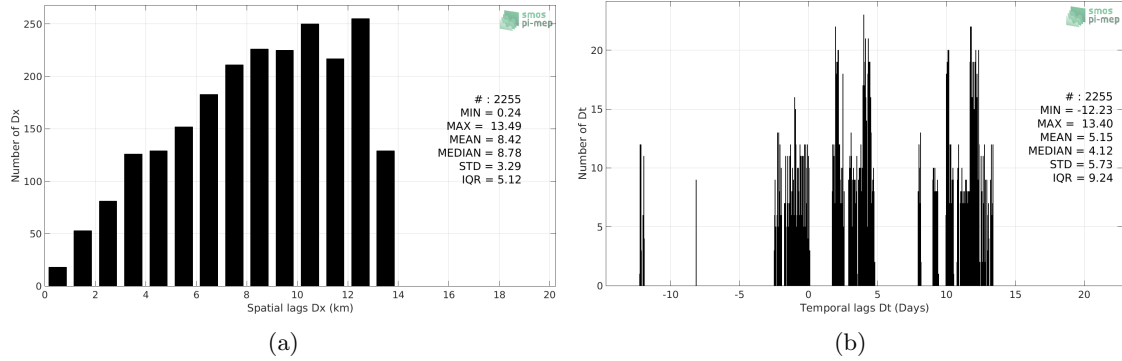 smos
pi-mep
250
200
150
100
50
0
Number of Dx
# : 2255
MIN = 0.24
MAX = 13.49
MEAN = 8.42
MEDIAN = 8.78
STD = 3.29
IQR = 5.12
0 2 4 6 8 10 12 14 16 18 20
Spatial lags Dx (km)
(a)
smos
pi-mep
20
15
10
5
0
Number of Dt
# : 2255
MIN = -12.23
MAX = 13.40
MEAN = 5.15
MEDIAN = 4.12
STD = 5.73
IQR = 9.24
-10 -5 0 5 10 15 20
Temporal lags Dt (Days)
(b)